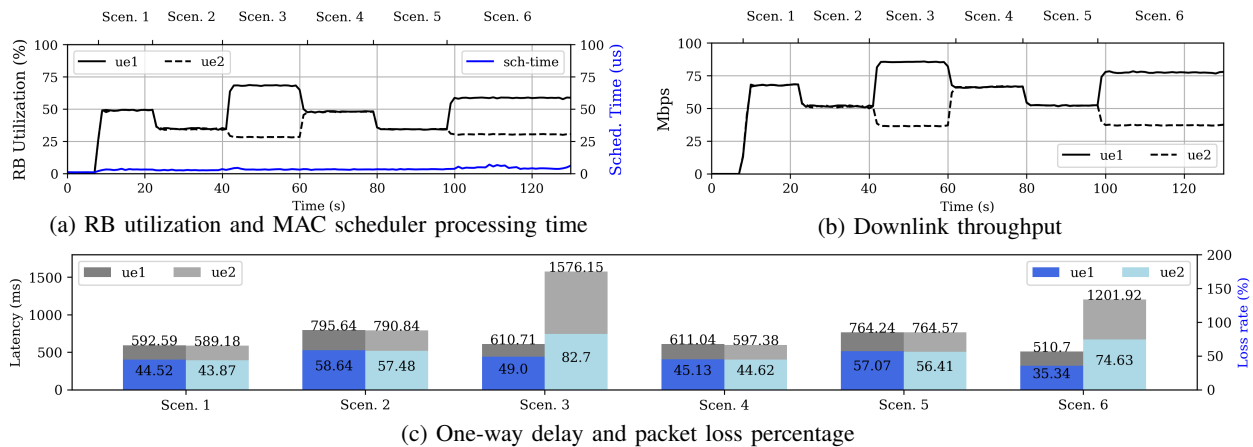 Scen. 1 Scen. 2 Scen. 3 Scen. 4 Scen. 5 Scen. 6
100
75
50
25
0
RB Utilization (%)
ue1 ue2
sch-time
100
75
50
25
0
Sched. Time (us)
0 20 40 60 80 100 120
Time (s)
(a) RB utilization and MAC scheduler processing time
Scen. 1 Scen. 2 Scen. 3 Scen. 4 Scen. 5 Scen. 6
100
75
50
25
0
Mbps
ue1 ue2
0 20 40 60 80 100 120
Time (s)
(b) Downlink throughput
1500
1000
500
0
Latency (ms)
ue1 ue2
ue1 ue2
200
150
100
50
0
Loss rate (%)
592.59 589.18 795.64 790.84 610.71 1576.15 611.04 597.38 764.24 764.57 510.7 1201.92
44.52 43.87 58.64 57.48 49.0 82.7 45.13 44.62 57.07 56.41 35.34 74.63
Scen. 1 Scen. 2 Scen. 3 Scen. 4 Scen. 5 Scen. 6
(c) One-way delay and packet loss percentage